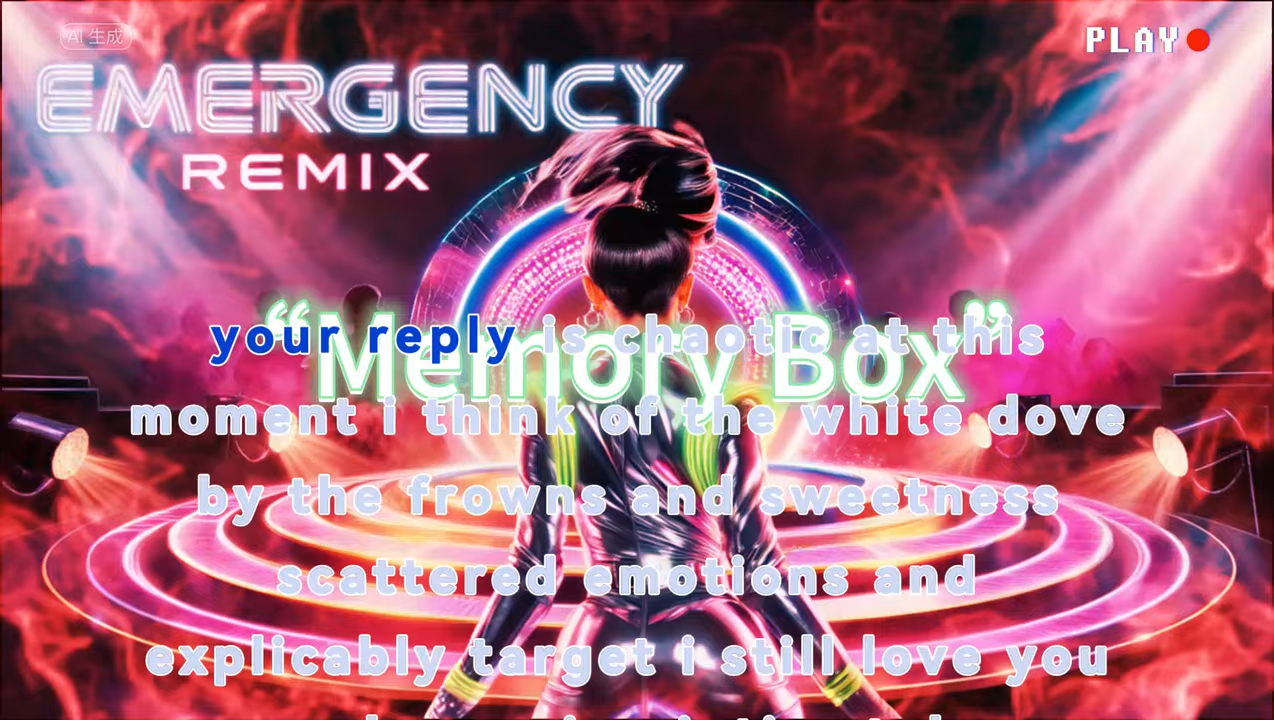 AI 生成
PLAY
EMERGENCY
REMIX
your reply is chaotic at this
“Memory Box”
moment i think of the white dove
by the frowns and sweetness
scattered emotions and
explicably target i still love you